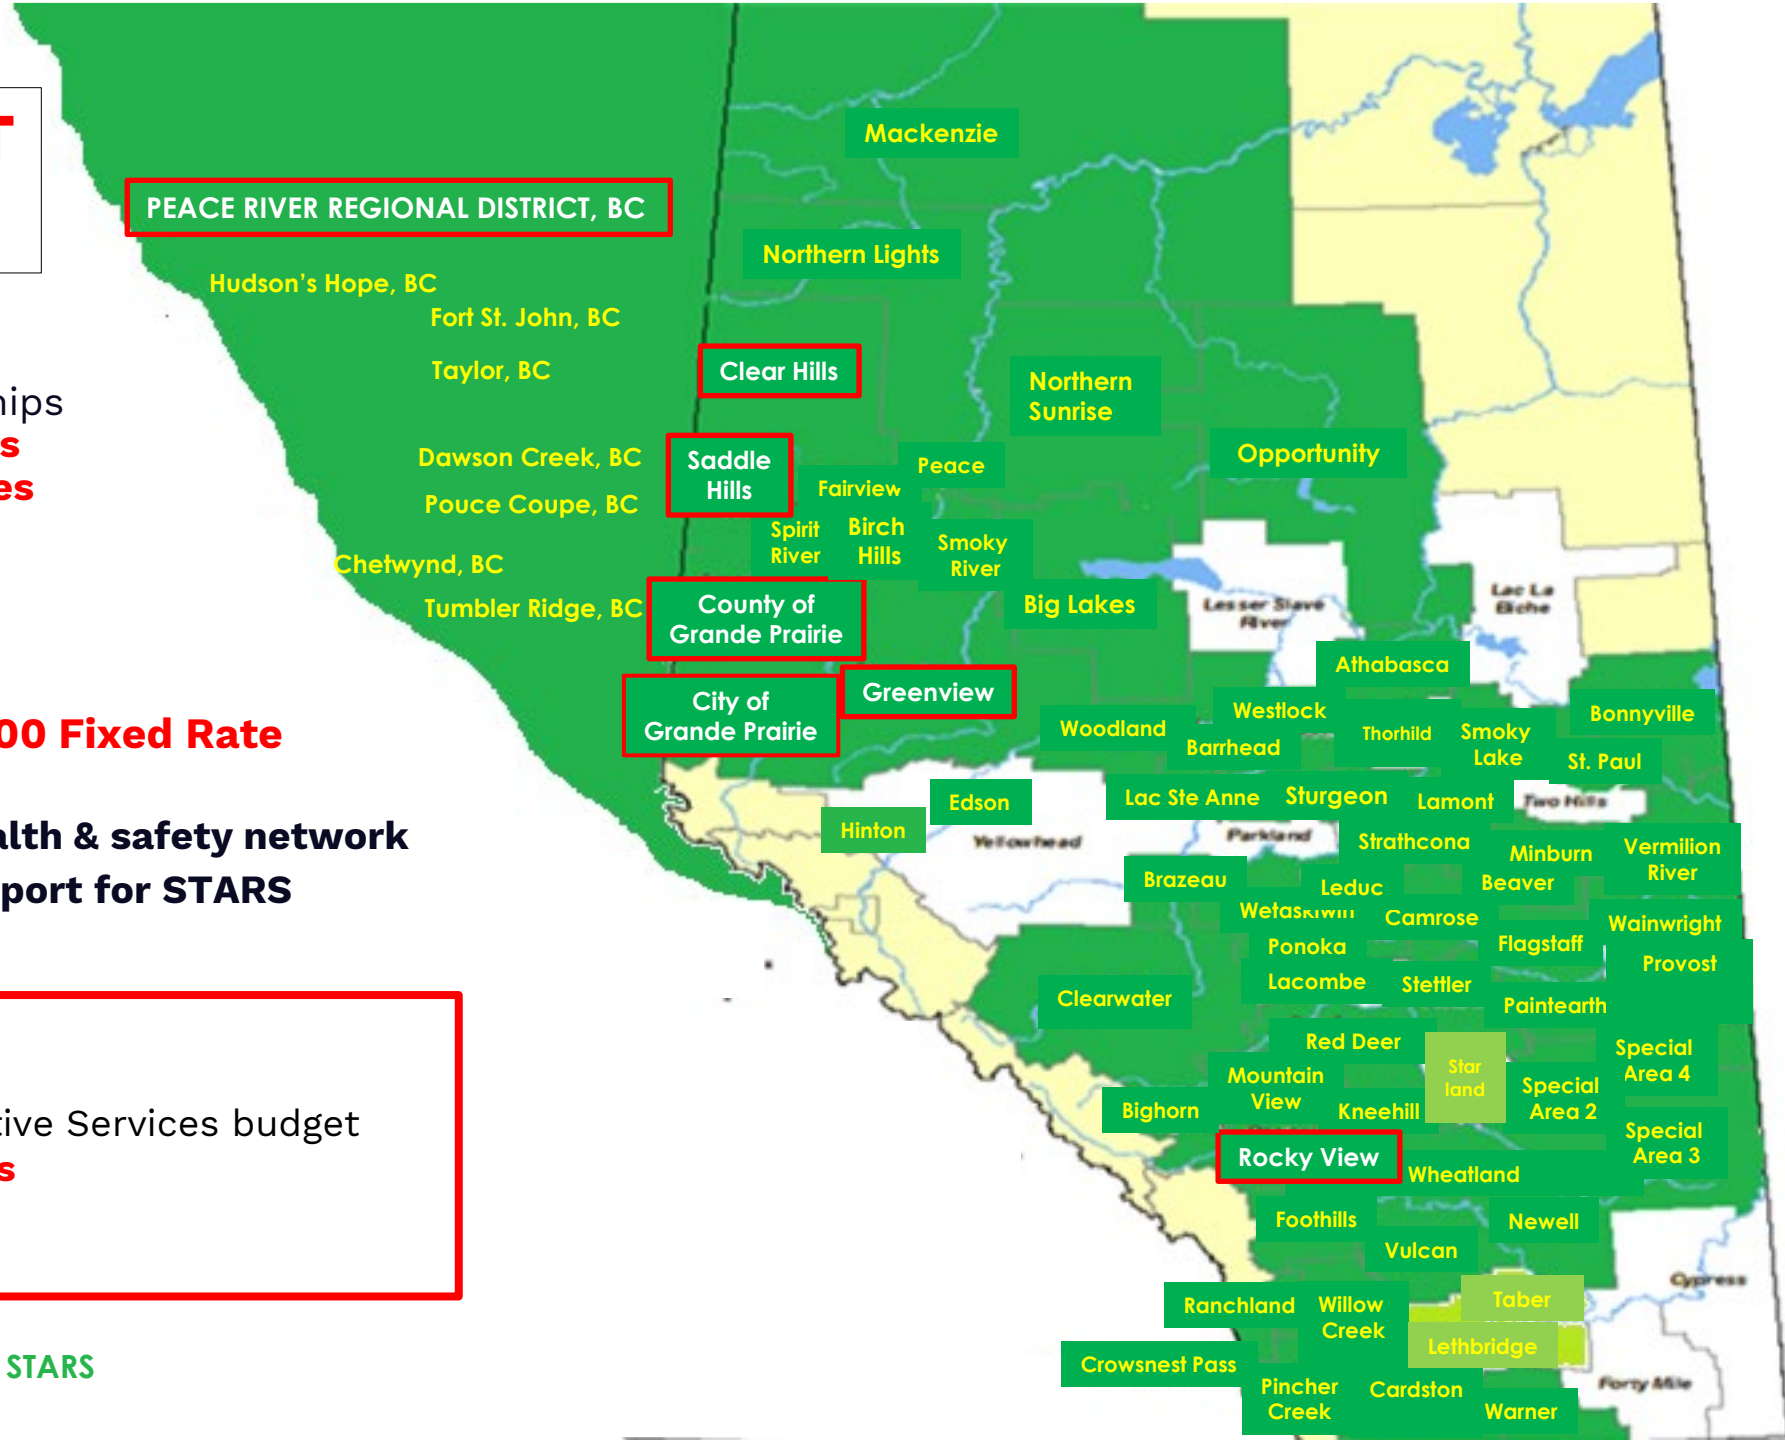 T
PEACE RIVER REGIONAL DISTRICT, BC
Hudson's Hope, BC
Fort St. John, BC
Taylor, BC
Dawson Creek, BC
Pouce Coupe, BC
Chetwynd, BC
Tumbler Ridge, BC
hips
s
es
00 Fixed Rate
alth & safety network
port for STARS
tive Services budget
s
STARS
Mackenzie
Northern Lights
Clear Hills
Northern
Sunrise
Saddle
Hills
Peace
Fairview
Opportunity
Spirit
River
Birch
Hills
Smoky
River
County of
Grande Prairie
Big Lakes
Lesser Slave
River
Lac La
Biche
City of
Grande Prairie
Greenview
Athabasca
Woodland
Westlock
Barrhead
Thorhild
Smoky
Lake
Bonnyville
St. Paul
Edson
Hinton
Yellowhead
Lac Ste Anne
Sturgeon
Lamont
Two Hills
Parkland
Strathcona
Minburn
Vermilion
River
Brazeau
Leduc
Beaver
Wetaskiwin
Camrose
Wainwright
Ponoka
Flagstaff
Provost
Clearwater
Lacombe
Stettler
Paintearth
Red Deer
Star
land
Special
Area 4
Mountain
View
Special
Area 2
Bighorn
Kneehill
Special
Area 3
Rocky View
Wheatland
Foothills
Newell
Vulcan
Cypress
Ranchland
Willow
Creek
Taber
Lethbridge
Crowsnest Pass
Pincher
Creek
Cardston
Forty Mile
Warner